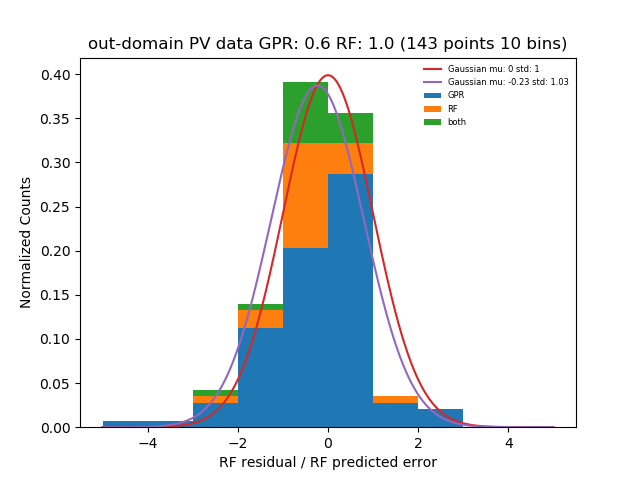 out-domain PV data GPR: 0.6 RF: 1.0 (143 points 10 bins)
Gaussian mu: 0 std: 1
Gaussian mu: -0.23 std: 1.03
GPR
RF
both
Normalized Counts
0.40
0.35
0.30
0.25
0.20
0.15
0.10
0.05
0.00
−4 −2 0 2 4
RF residual / RF predicted error